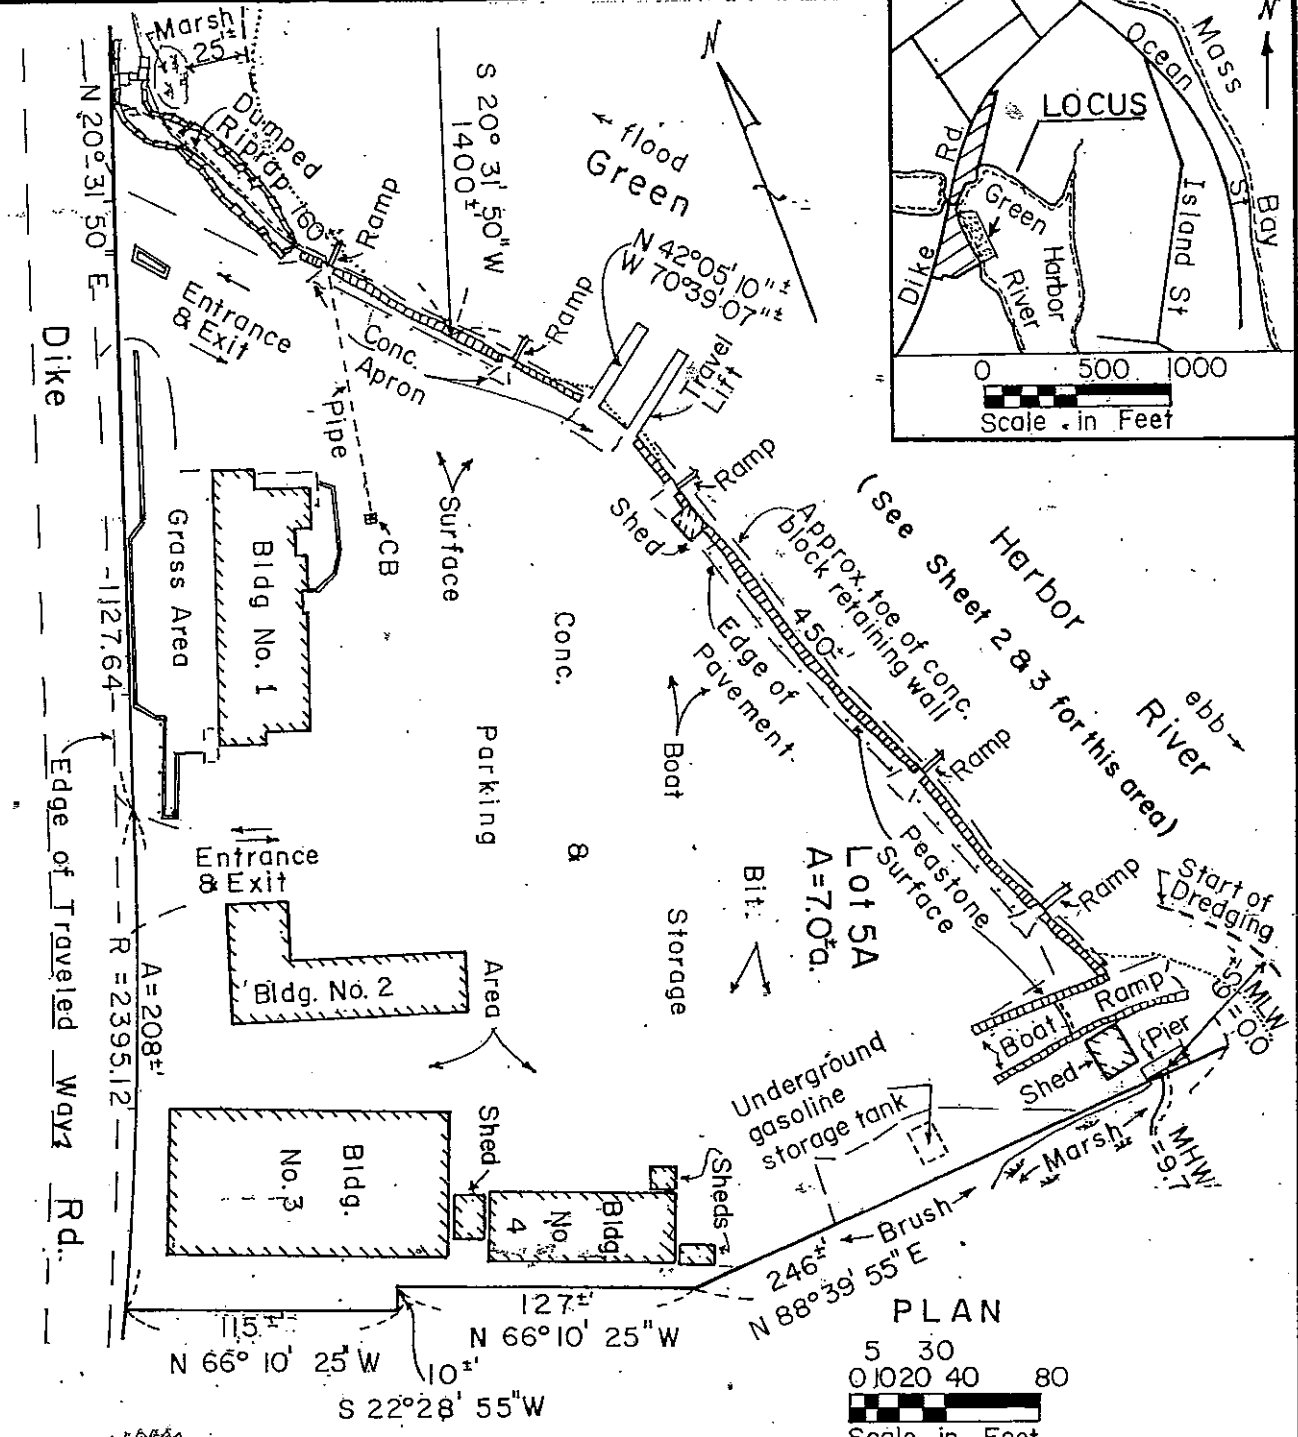 Marsh
25±'
Dumped
Riprap
160±'
Ramp
S 20° 31' 50" W
1400±'
N
flood
Green
N 42°05'10"±
W 70°39'07"±
Ramp
Travel
Lift
Mass
Bay
Ocean
St
N
LOCUS
Rd.
Dike
Green
Harbor
River
Island St
0 500 1000
Scale in Feet
N 20°31'50" E
Dike
Entrance
& Exit
Conc.
Apron
Pipe
CB
Surface
Ramp
Shed
Approx. toe of conc.
block retaining wall
450±'
Edge of
Pavement
(See Sheet 2 & 3 for this area)
Harbor
River
ebb
Grass Area
Bldg No. 1
1127.64'
Edge of Traveled Way
Conc.
Parking
&
Boat
Storage
Bit.
Area
Lot 5A
A=7.0±a.
Peastone
Surface
Ramp
Ramp
Start of
Dredging
Entrance
& Exit
Bldg. No. 2
A=208±'
R=2395.12'
Boat
Ramp
Pier
Shed
95±'
MLW
=0.0
MHW
=9.7
Marsh
Underground
gasoline
storage tank
Brush
Bldg.
No. 3
Shed
Bldg
No
4
Sheds
Rd.
246±'
N 88°39'55" E
127±'
N 66°10'25" W
115±'
N 66°10'25" W
10±'
S 22°28'55" W
PLAN
5 30
0 10 20 40 80
Scale in Feet